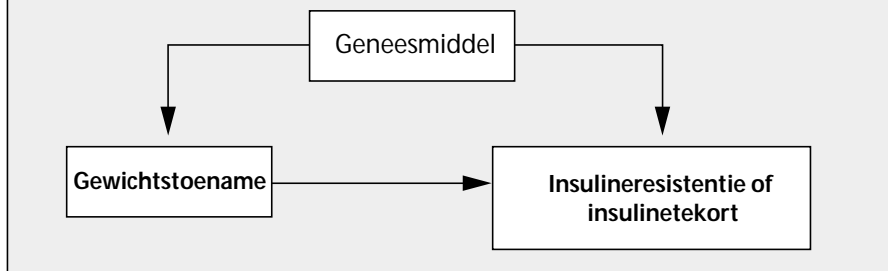 Geneesmiddel
Gewichtstoename
Insulineresistentie of
insulinetekort